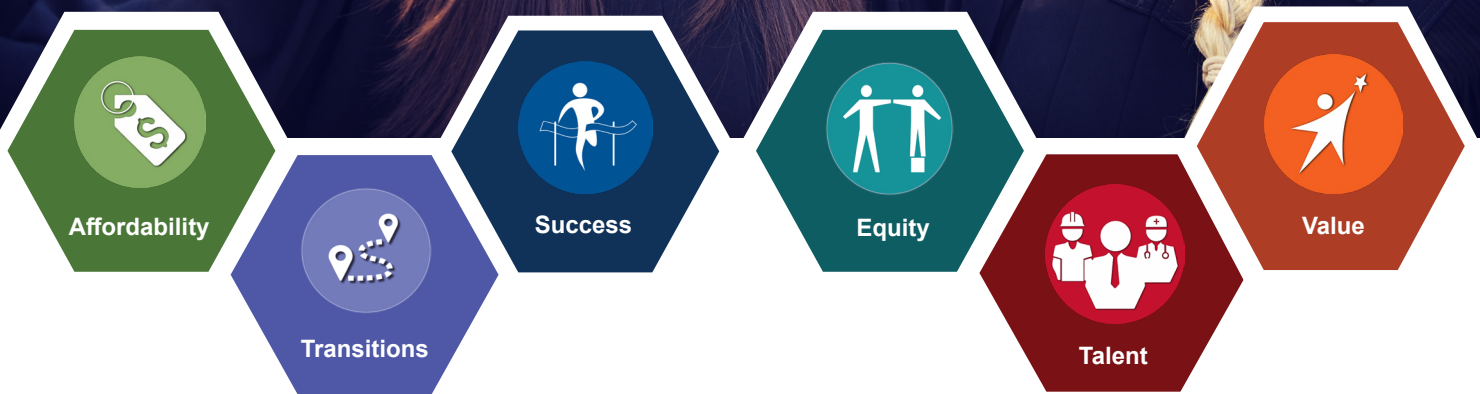 Affordability
Transitions
Success
Equity
Talent
Value